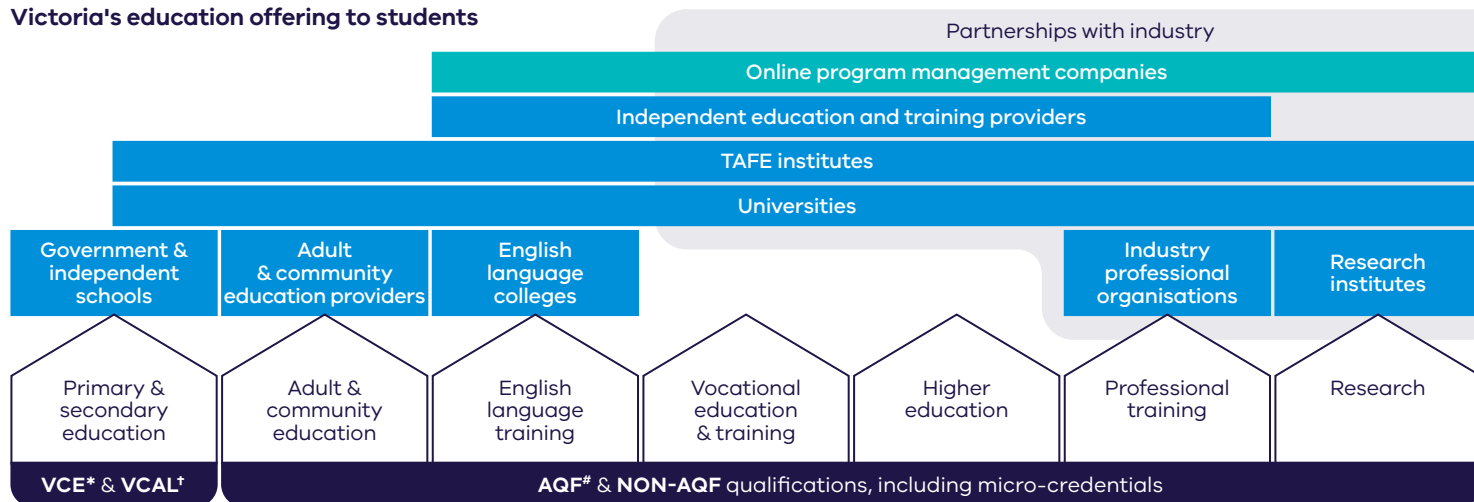 Victoria's education offering to students
Partnerships with industry
Online program management companies
Independent education and training providers
TAFE institutes
Universities
Government &
independent
schools
Adult
& community
education providers
English
language
colleges
Industry
professional
organisations
Research
institutes
Primary &
secondary
education
Adult &
community
education
English
language
training
Vocational
education
& training
Higher
education
Professional
training
Research
VCE* & VCAL†
AQF# & NON-AQF qualifications, including micro-credentials